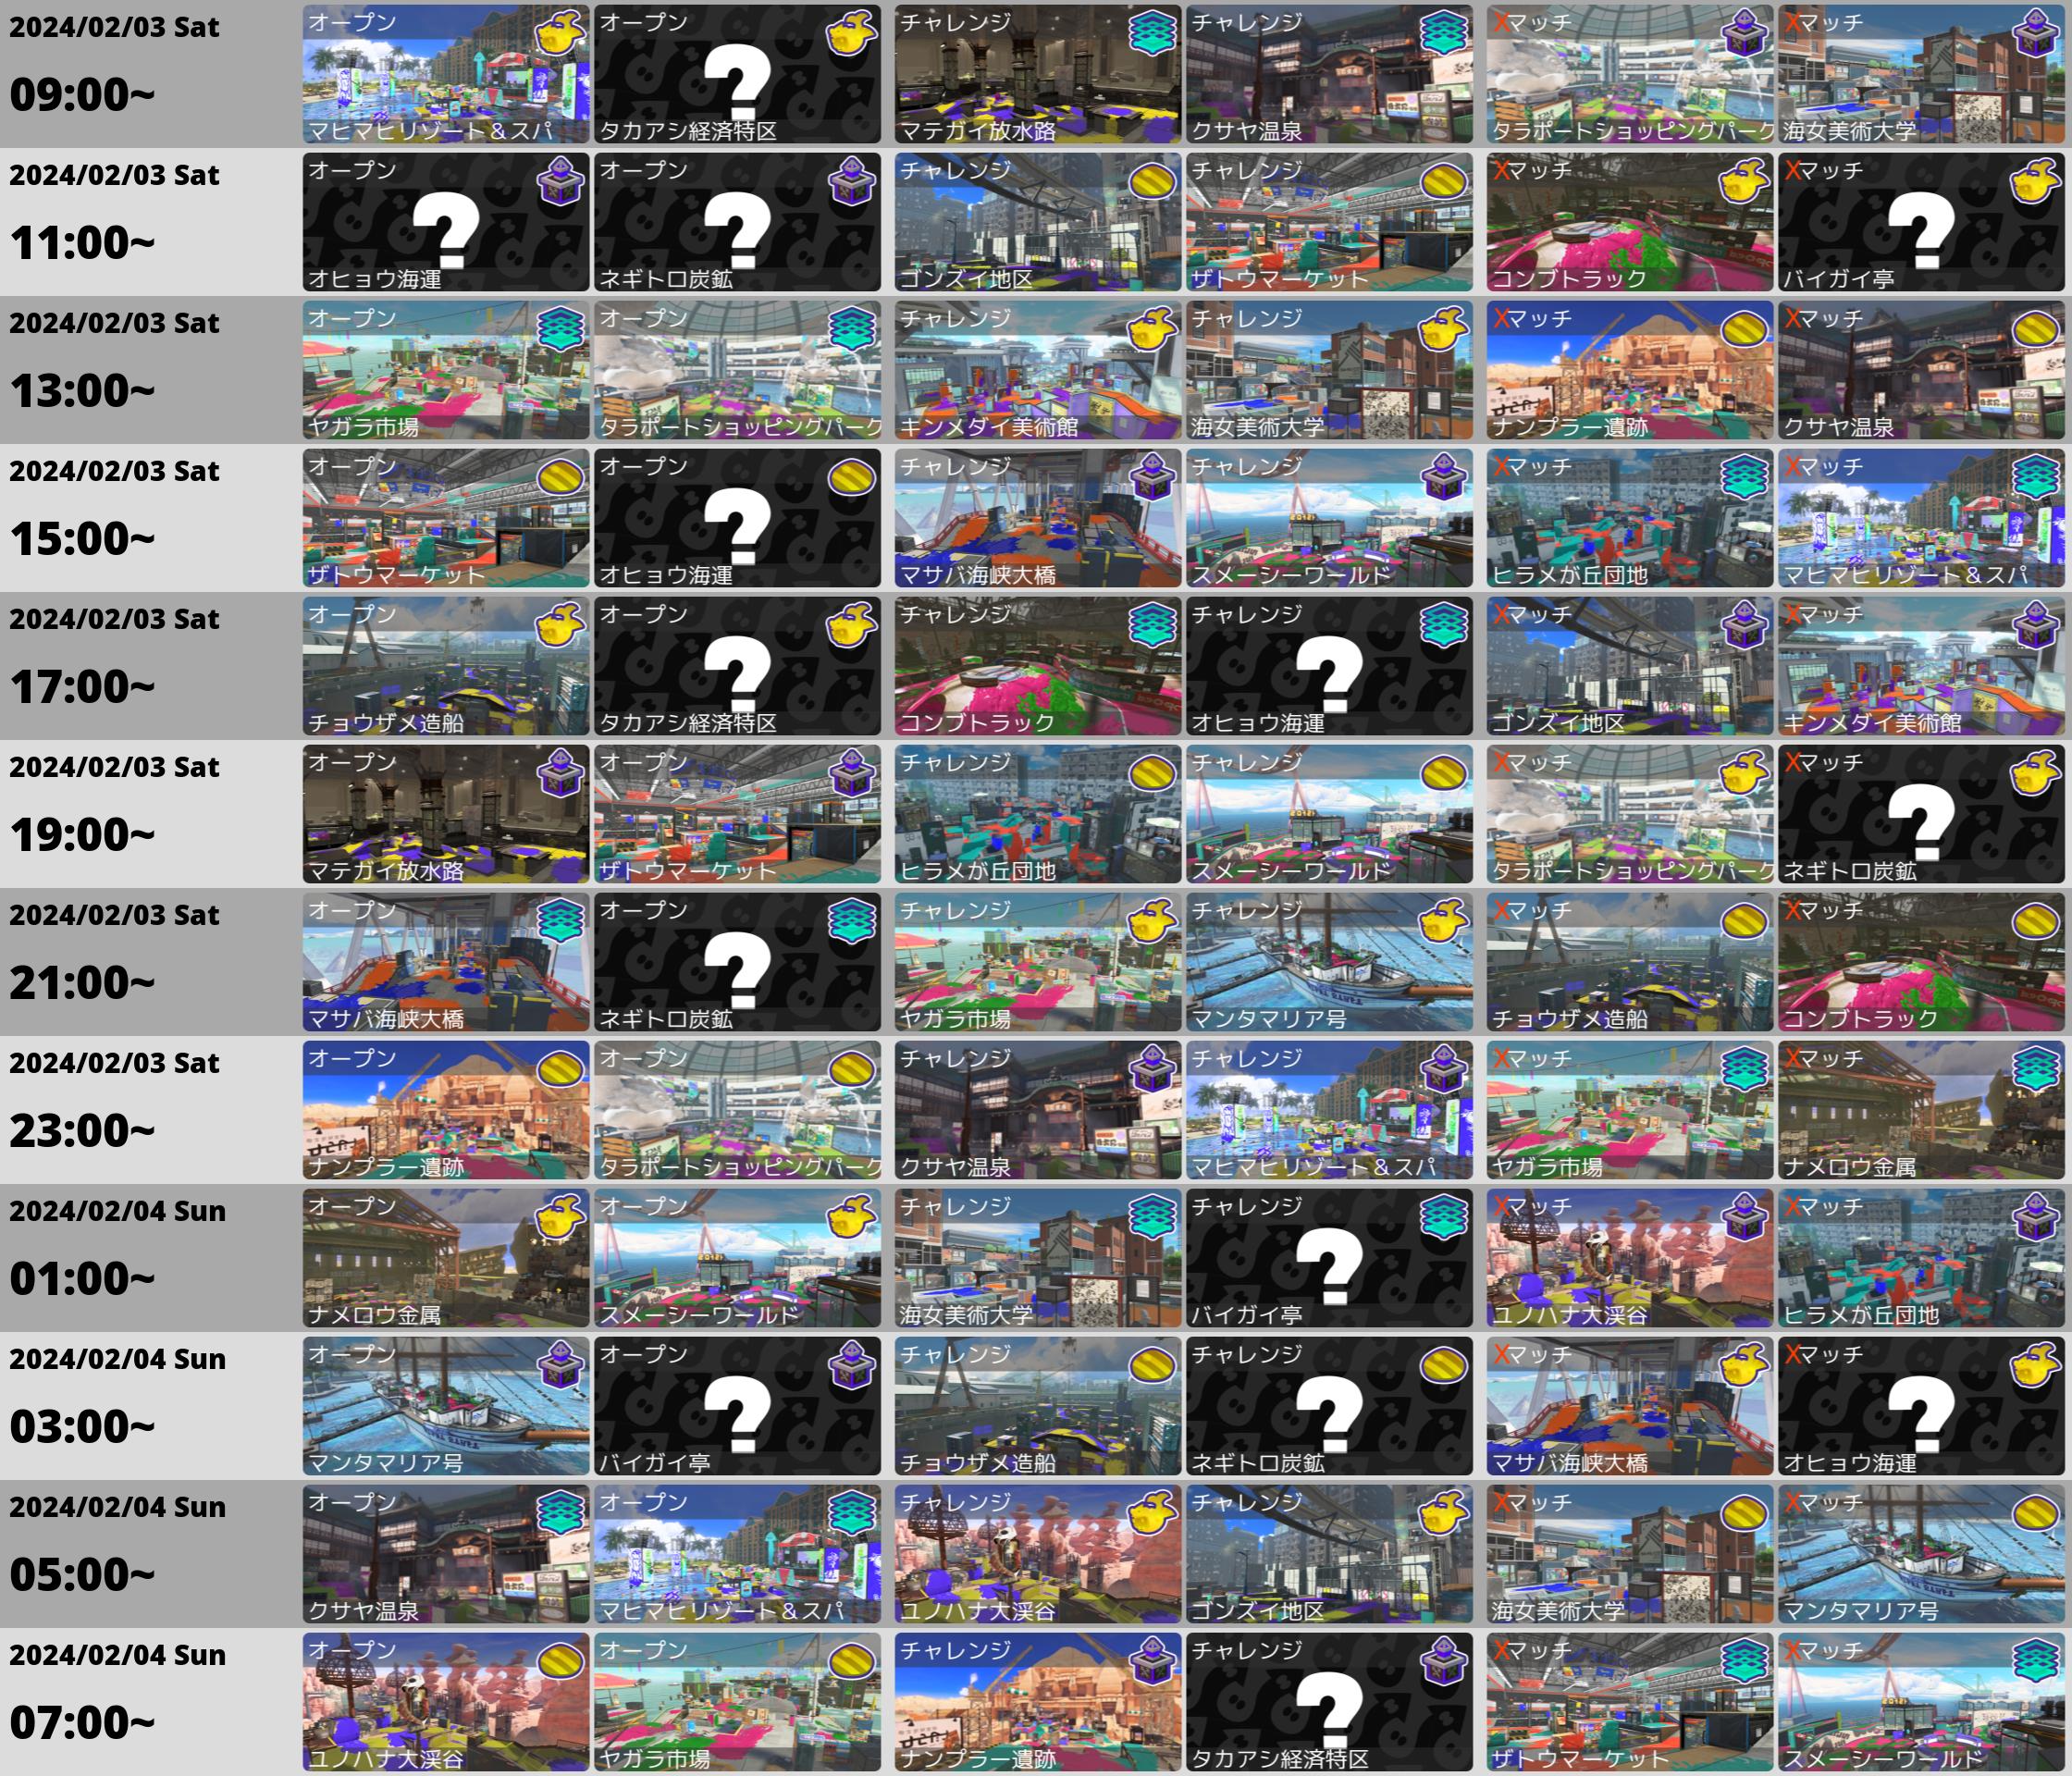 2024/02/03 Sat
09:00~
オープン オープン チャレンジ チャレンジ Xマッチ Xマッチ
マヒマヒリゾート&スパ タカアシ経済特区 マテガイ放水路 クサヤ温泉 タラポートショッピングパーク 海女美術大学
2024/02/03 Sat
11:00~
オープン オープン チャレンジ チャレンジ Xマッチ Xマッチ
オヒョウ海運 ネギトロ炭鉱 ゴンズイ地区 ザトウマーケット コンブトラック バイガイ亭
2024/02/03 Sat
13:00~
オープン オープン チャレンジ チャレンジ Xマッチ Xマッチ
ヤガラ市場 タラポートショッピングパーク キンメダイ美術館 海女美術大学 ナンプラー遺跡 クサヤ温泉
2024/02/03 Sat
15:00~
オープン オープン チャレンジ チャレンジ Xマッチ Xマッチ
ザトウマーケット オヒョウ海運 マサバ海峡大橋 スメーシーワールド ヒラメが丘団地 マヒマヒリゾート&スパ
2024/02/03 Sat
17:00~
オープン オープン チャレンジ チャレンジ Xマッチ Xマッチ
チョウザメ造船 タカアシ経済特区 コンブトラック オヒョウ海運 ゴンズイ地区 キンメダイ美術館
2024/02/03 Sat
19:00~
オープン オープン チャレンジ チャレンジ Xマッチ Xマッチ
マテガイ放水路 ザトウマーケット ヒラメが丘団地 スメーシーワールド タラポートショッピングパーク ネギトロ炭鉱
2024/02/03 Sat
21:00~
オープン オープン チャレンジ チャレンジ Xマッチ Xマッチ
マサバ海峡大橋 ネギトロ炭鉱 ヤガラ市場 マンタマリア号 チョウザメ造船 コンブトラック
2024/02/03 Sat
23:00~
オープン オープン チャレンジ チャレンジ Xマッチ Xマッチ
ナンプラー遺跡 タラポートショッピングパーク クサヤ温泉 マヒマヒリゾート&スパ ヤガラ市場 ナメロウ金属
2024/02/04 Sun
01:00~
オープン オープン チャレンジ チャレンジ Xマッチ Xマッチ
ナメロウ金属 スメーシーワールド 海女美術大学 バイガイ亭 ユノハナ大渓谷 ヒラメが丘団地
2024/02/04 Sun
03:00~
オープン オープン チャレンジ チャレンジ Xマッチ Xマッチ
マンタマリア号 バイガイ亭 チョウザメ造船 ネギトロ炭鉱 マサバ海峡大橋 オヒョウ海運
2024/02/04 Sun
05:00~
オープン オープン チャレンジ チャレンジ Xマッチ Xマッチ
クサヤ温泉 マヒマヒリゾート&スパ ユノハナ大渓谷 ゴンズイ地区 海女美術大学 マンタマリア号
2024/02/04 Sun
07:00~
オープン オープン チャレンジ チャレンジ Xマッチ Xマッチ
ユノハナ大渓谷 ヤガラ市場 ナンプラー遺跡 タカアシ経済特区 ザトウマーケット スメーシーワールド